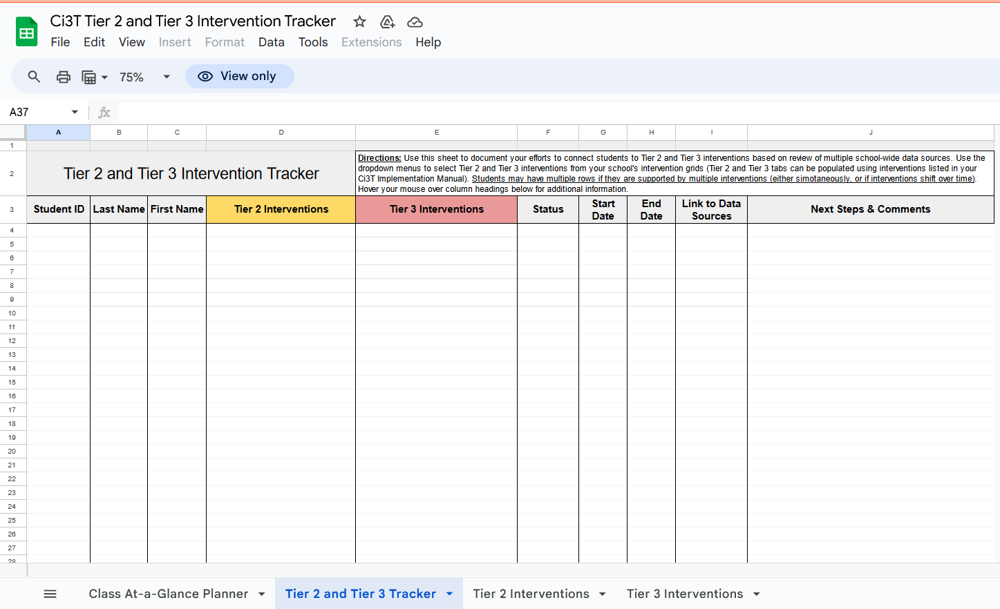 Ci3T Tier 2 and Tier 3 Intervention Tracker
File Edit View Insert Format Data Tools Extensions Help
75% View only
A37 fx
A B C D E F G H I J
1
2
Tier 2 and Tier 3 Intervention Tracker
Directions: Use this sheet to document your efforts to connect students to Tier 2 and Tier 3 interventions based on review of multiple school-wide data sources. Use the
dropdown menus to select Tier 2 and Tier 3 interventions from your school's intervention grids (Tier 2 and Tier 3 tabs can be populated using interventions listed in your
Ci3T Implementation Manual). Students may have multiple rows if they are supported by multiple interventions (either simotaneously, or if interventions shift over time).
Hover your mouse over column headings below for additional information.
3 Student ID Last Name First Name Tier 2 Interventions Tier 3 Interventions Status Start Date End Date Link to Data Sources Next Steps & Comments
4
5
6
7
8
9
10
11
12
13
14
15
16
17
18
19
20
21
22
23
24
25
26
27
28
Class At-a-Glance Planner Tier 2 and Tier 3 Tracker Tier 2 Interventions Tier 3 Interventions